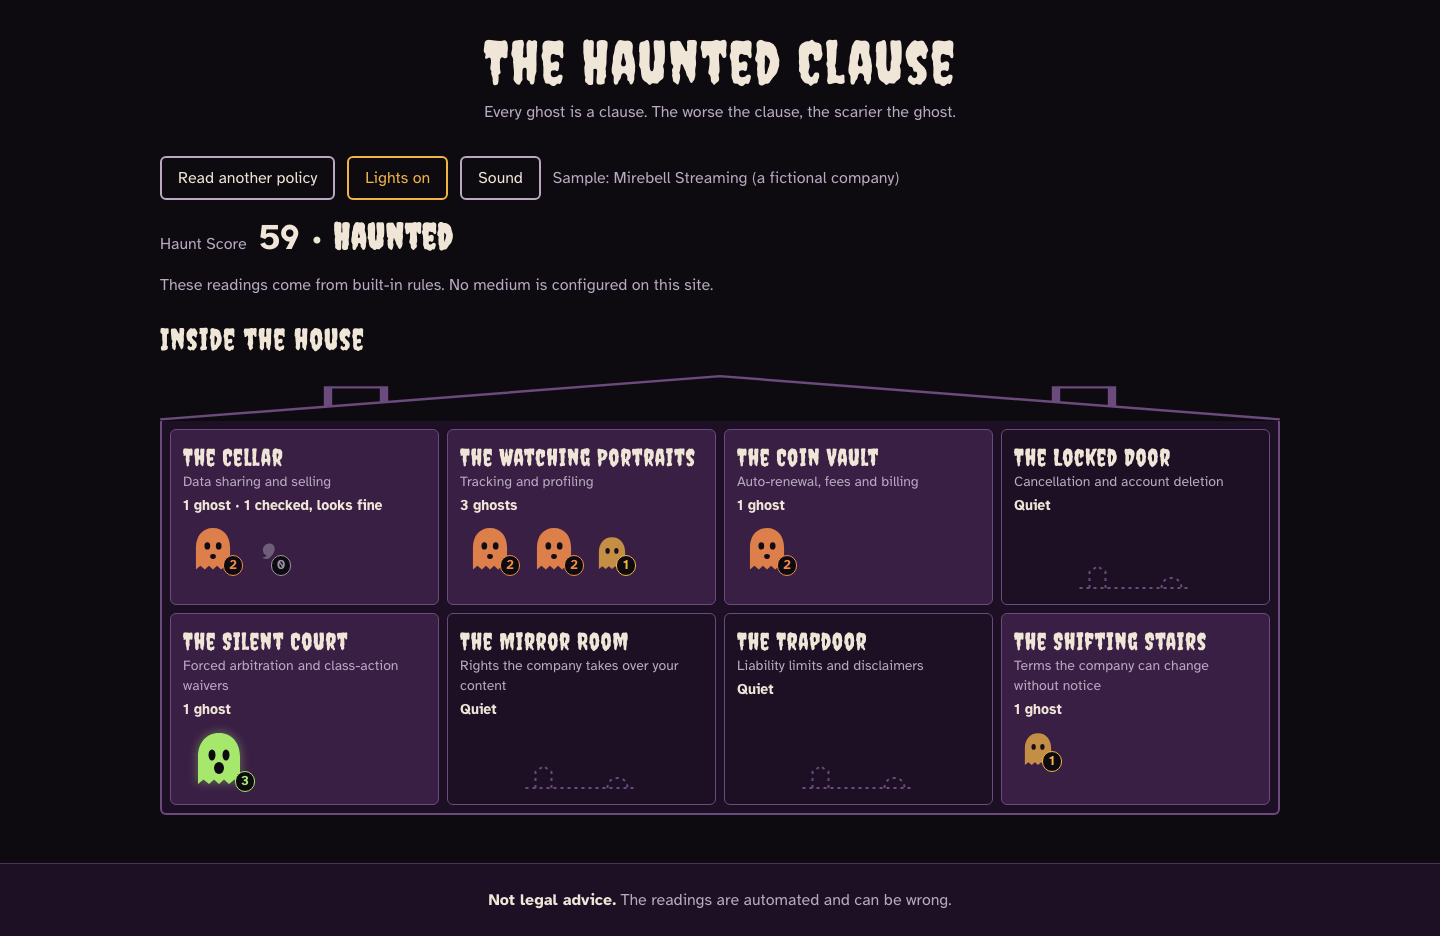 THE HAUNTED CLAUSE
Every ghost is a clause. The worse the clause, the scarier the ghost.
Read another policy
Lights on
Sound
Sample: Mirebell Streaming (a fictional company)
Haunt Score 59 · HAUNTED
These readings come from built-in rules. No medium is configured on this site.
INSIDE THE HOUSE
THE CELLAR
Data sharing and selling
1 ghost · 1 checked, looks fine
2
0
THE WATCHING PORTRAITS
Tracking and profiling
3 ghosts
2
2
1
THE COIN VAULT
Auto-renewal, fees and billing
1 ghost
2
THE LOCKED DOOR
Cancellation and account deletion
Quiet
THE SILENT COURT
Forced arbitration and class-action
waivers
1 ghost
3
THE MIRROR ROOM
Rights the company takes over your
content
Quiet
THE TRAPDOOR
Liability limits and disclaimers
Quiet
THE SHIFTING STAIRS
Terms the company can change
without notice
1 ghost
1
Not legal advice. The readings are automated and can be wrong.